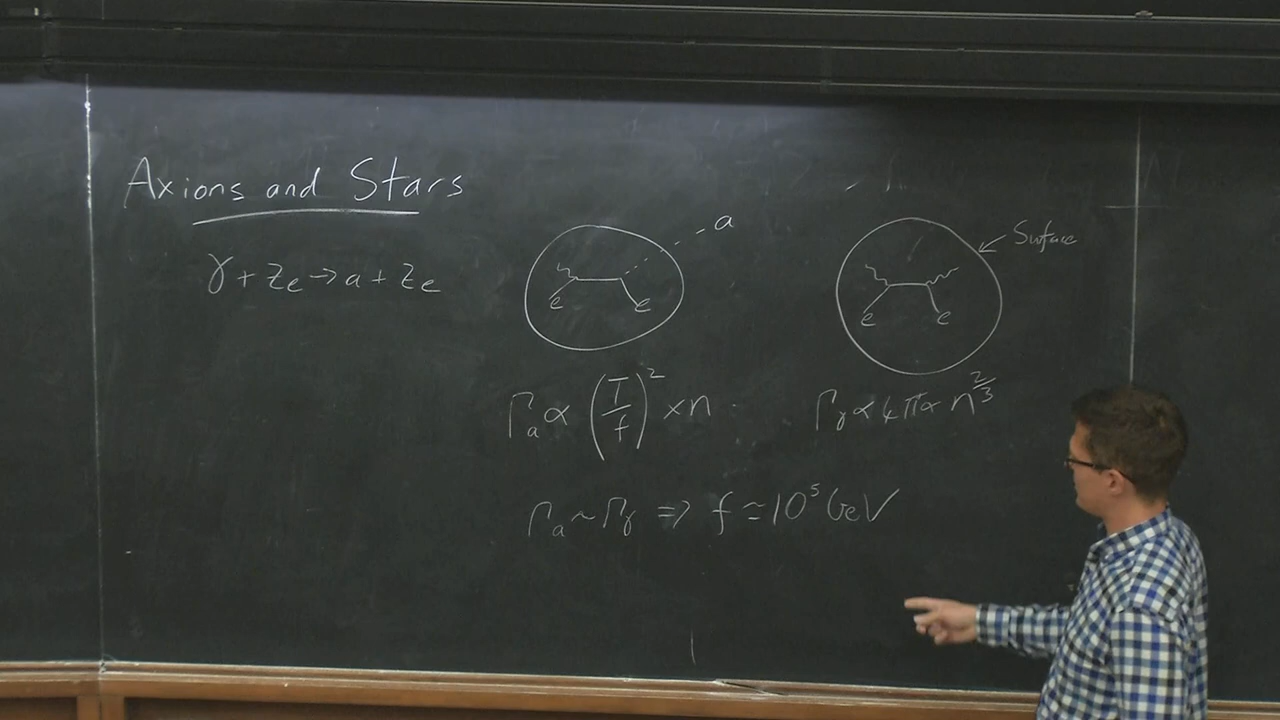 Axions and Stars
γ + Ze → a + Ze
a
e e
Surface
e e
Γa ∝ (T/f)² × n
Γγ ∝ 4πα n^(2/3)
Γa ~ Γγ ⇒ f ≃ 10⁵ GeV